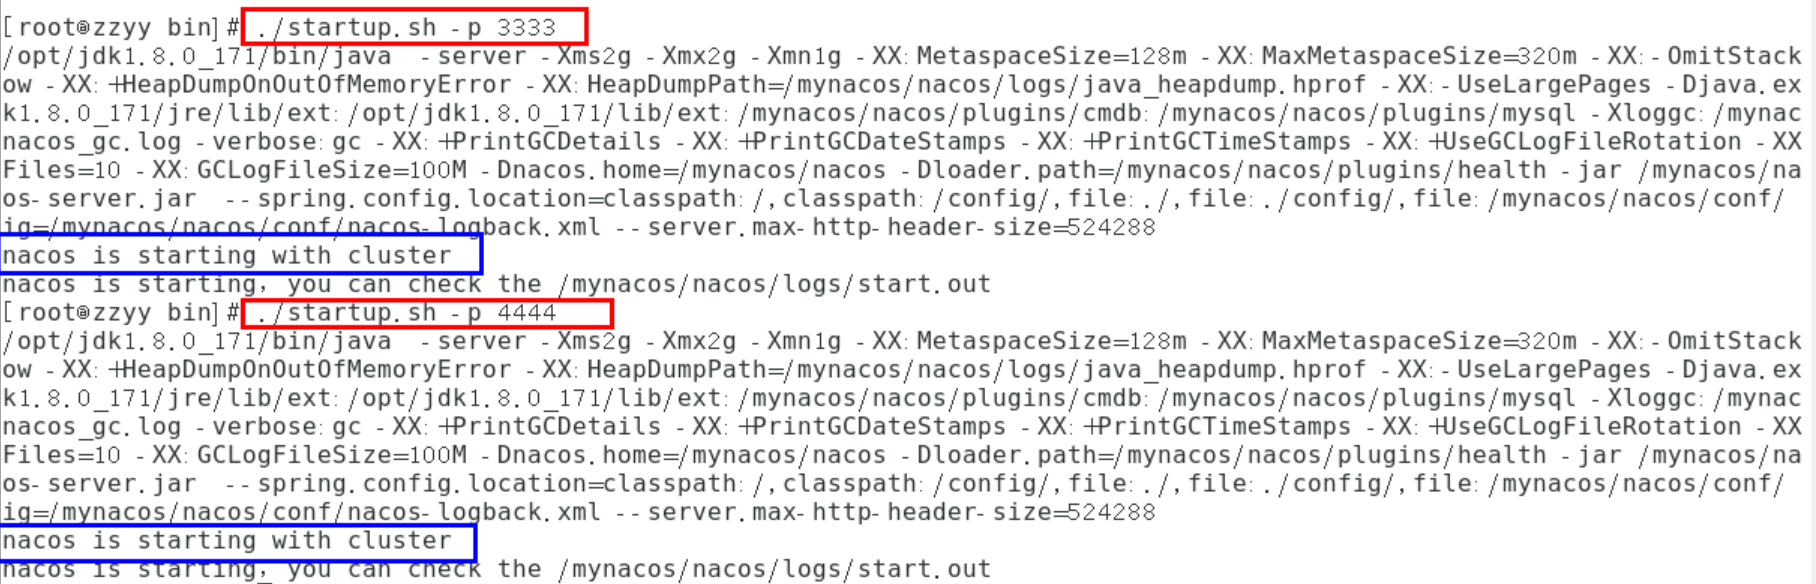 [root@zzyy bin]# ./startup.sh -p 3333
/opt/jdk1.8.0_171/bin/java  -server -Xms2g -Xmx2g -Xmn1g -XX:MetaspaceSize=128m -XX:MaxMetaspaceSize=320m -XX:-OmitStack
ow -XX:+HeapDumpOnOutOfMemoryError -XX:HeapDumpPath=/mynacos/nacos/logs/java_heapdump.hprof -XX:-UseLargePages -Djava.ex
k1.8.0_171/jre/lib/ext:/opt/jdk1.8.0_171/lib/ext:/mynacos/nacos/plugins/cmdb:/mynacos/nacos/plugins/mysql -Xloggc:/mynac
nacos_gc.log -verbose:gc -XX:+PrintGCDetails -XX:+PrintGCDateStamps -XX:+PrintGCTimeStamps -XX:+UseGCLogFileRotation -XX
Files=10 -XX:GCLogFileSize=100M -Dnacos.home=/mynacos/nacos -Dloader.path=/mynacos/nacos/plugins/health -jar /mynacos/na
os-server.jar  --spring.config.location=classpath:/,classpath:/config/,file:./,file:./config/,file:/mynacos/nacos/conf/
ig=/mynacos/nacos/conf/nacos-logback.xml --server.max-http-header-size=524288
nacos is starting with cluster
nacos is starting, you can check the /mynacos/nacos/logs/start.out
[root@zzyy bin]# ./startup.sh -p 4444
/opt/jdk1.8.0_171/bin/java  -server -Xms2g -Xmx2g -Xmn1g -XX:MetaspaceSize=128m -XX:MaxMetaspaceSize=320m -XX:-OmitStack
ow -XX:+HeapDumpOnOutOfMemoryError -XX:HeapDumpPath=/mynacos/nacos/logs/java_heapdump.hprof -XX:-UseLargePages -Djava.ex
k1.8.0_171/jre/lib/ext:/opt/jdk1.8.0_171/lib/ext:/mynacos/nacos/plugins/cmdb:/mynacos/nacos/plugins/mysql -Xloggc:/mynac
nacos_gc.log -verbose:gc -XX:+PrintGCDetails -XX:+PrintGCDateStamps -XX:+PrintGCTimeStamps -XX:+UseGCLogFileRotation -XX
Files=10 -XX:GCLogFileSize=100M -Dnacos.home=/mynacos/nacos -Dloader.path=/mynacos/nacos/plugins/health -jar /mynacos/na
os-server.jar  --spring.config.location=classpath:/,classpath:/config/,file:./,file:./config/,file:/mynacos/nacos/conf/
ig=/mynacos/nacos/conf/nacos-logback.xml --server.max-http-header-size=524288
nacos is starting with cluster
nacos is starting, you can check the /mynacos/nacos/logs/start.out